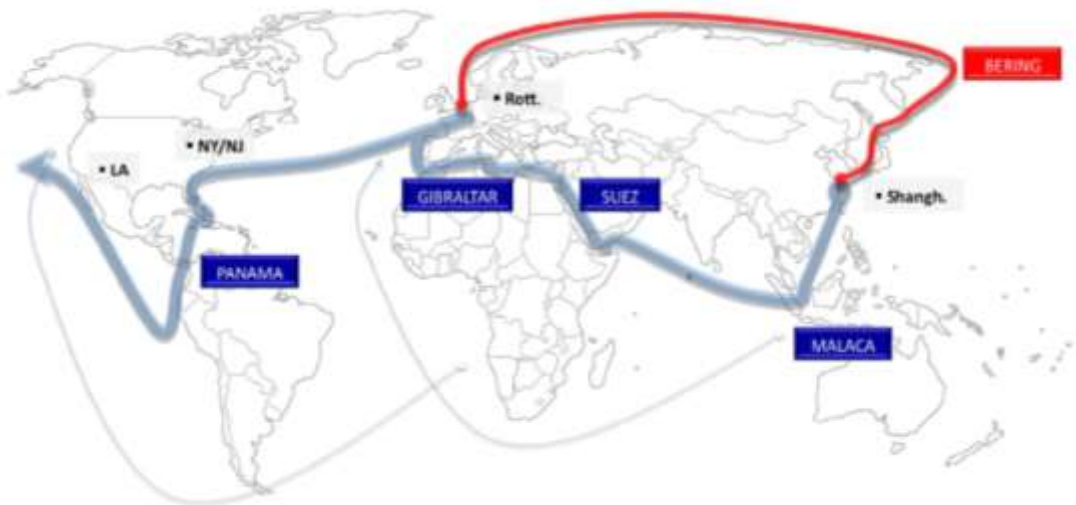 BERING
▪ Rott.
▪ NY/NJ
▪ LA
GIBRALTAR
SUEZ
▪ Shangh.
PANAMA
MALACA